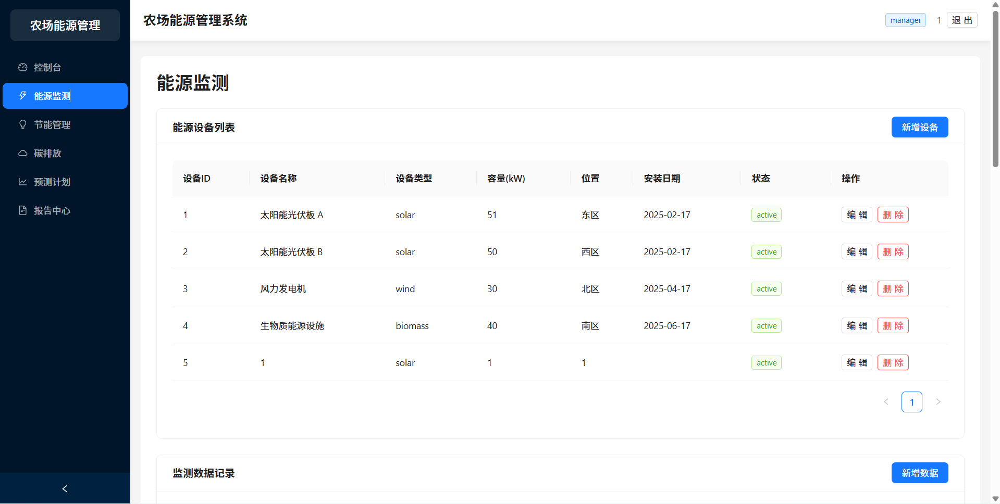 农场能源管理
农场能源管理系统
manager
1
退 出
控制台
能源监测
节能管理
碳排放
预测计划
报告中心
能源监测
能源设备列表
新增设备
设备ID 设备名称 设备类型 容量(kW) 位置 安装日期 状态 操作
1 太阳能光伏板 A solar 51 东区 2025-02-17 active 编 辑 删 除
2 太阳能光伏板 B solar 50 西区 2025-02-17 active 编 辑 删 除
3 风力发电机 wind 30 北区 2025-04-17 active 编 辑 删 除
4 生物质能源设施 biomass 40 南区 2025-06-17 active 编 辑 删 除
5 1 solar 1 1 active 编 辑 删 除
1
监测数据记录
新增数据